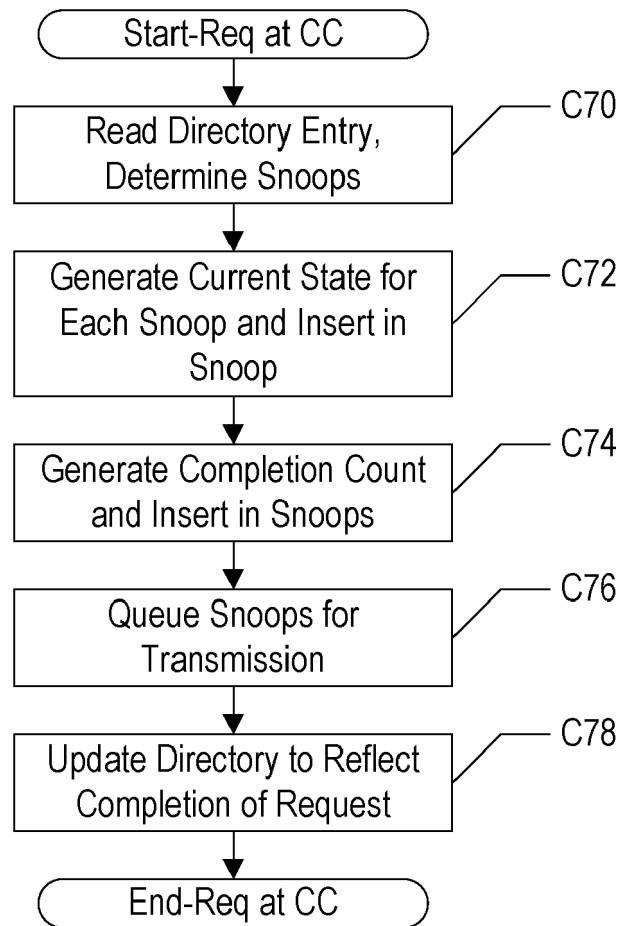 Start-Req at CC
Read Directory Entry,
Determine Snoops
C70
Generate Current State for
Each Snoop and Insert in
Snoop
C72
Generate Completion Count
and Insert in Snoops
C74
Queue Snoops for
Transmission
C76
Update Directory to Reflect
Completion of Request
C78
End-Req at CC